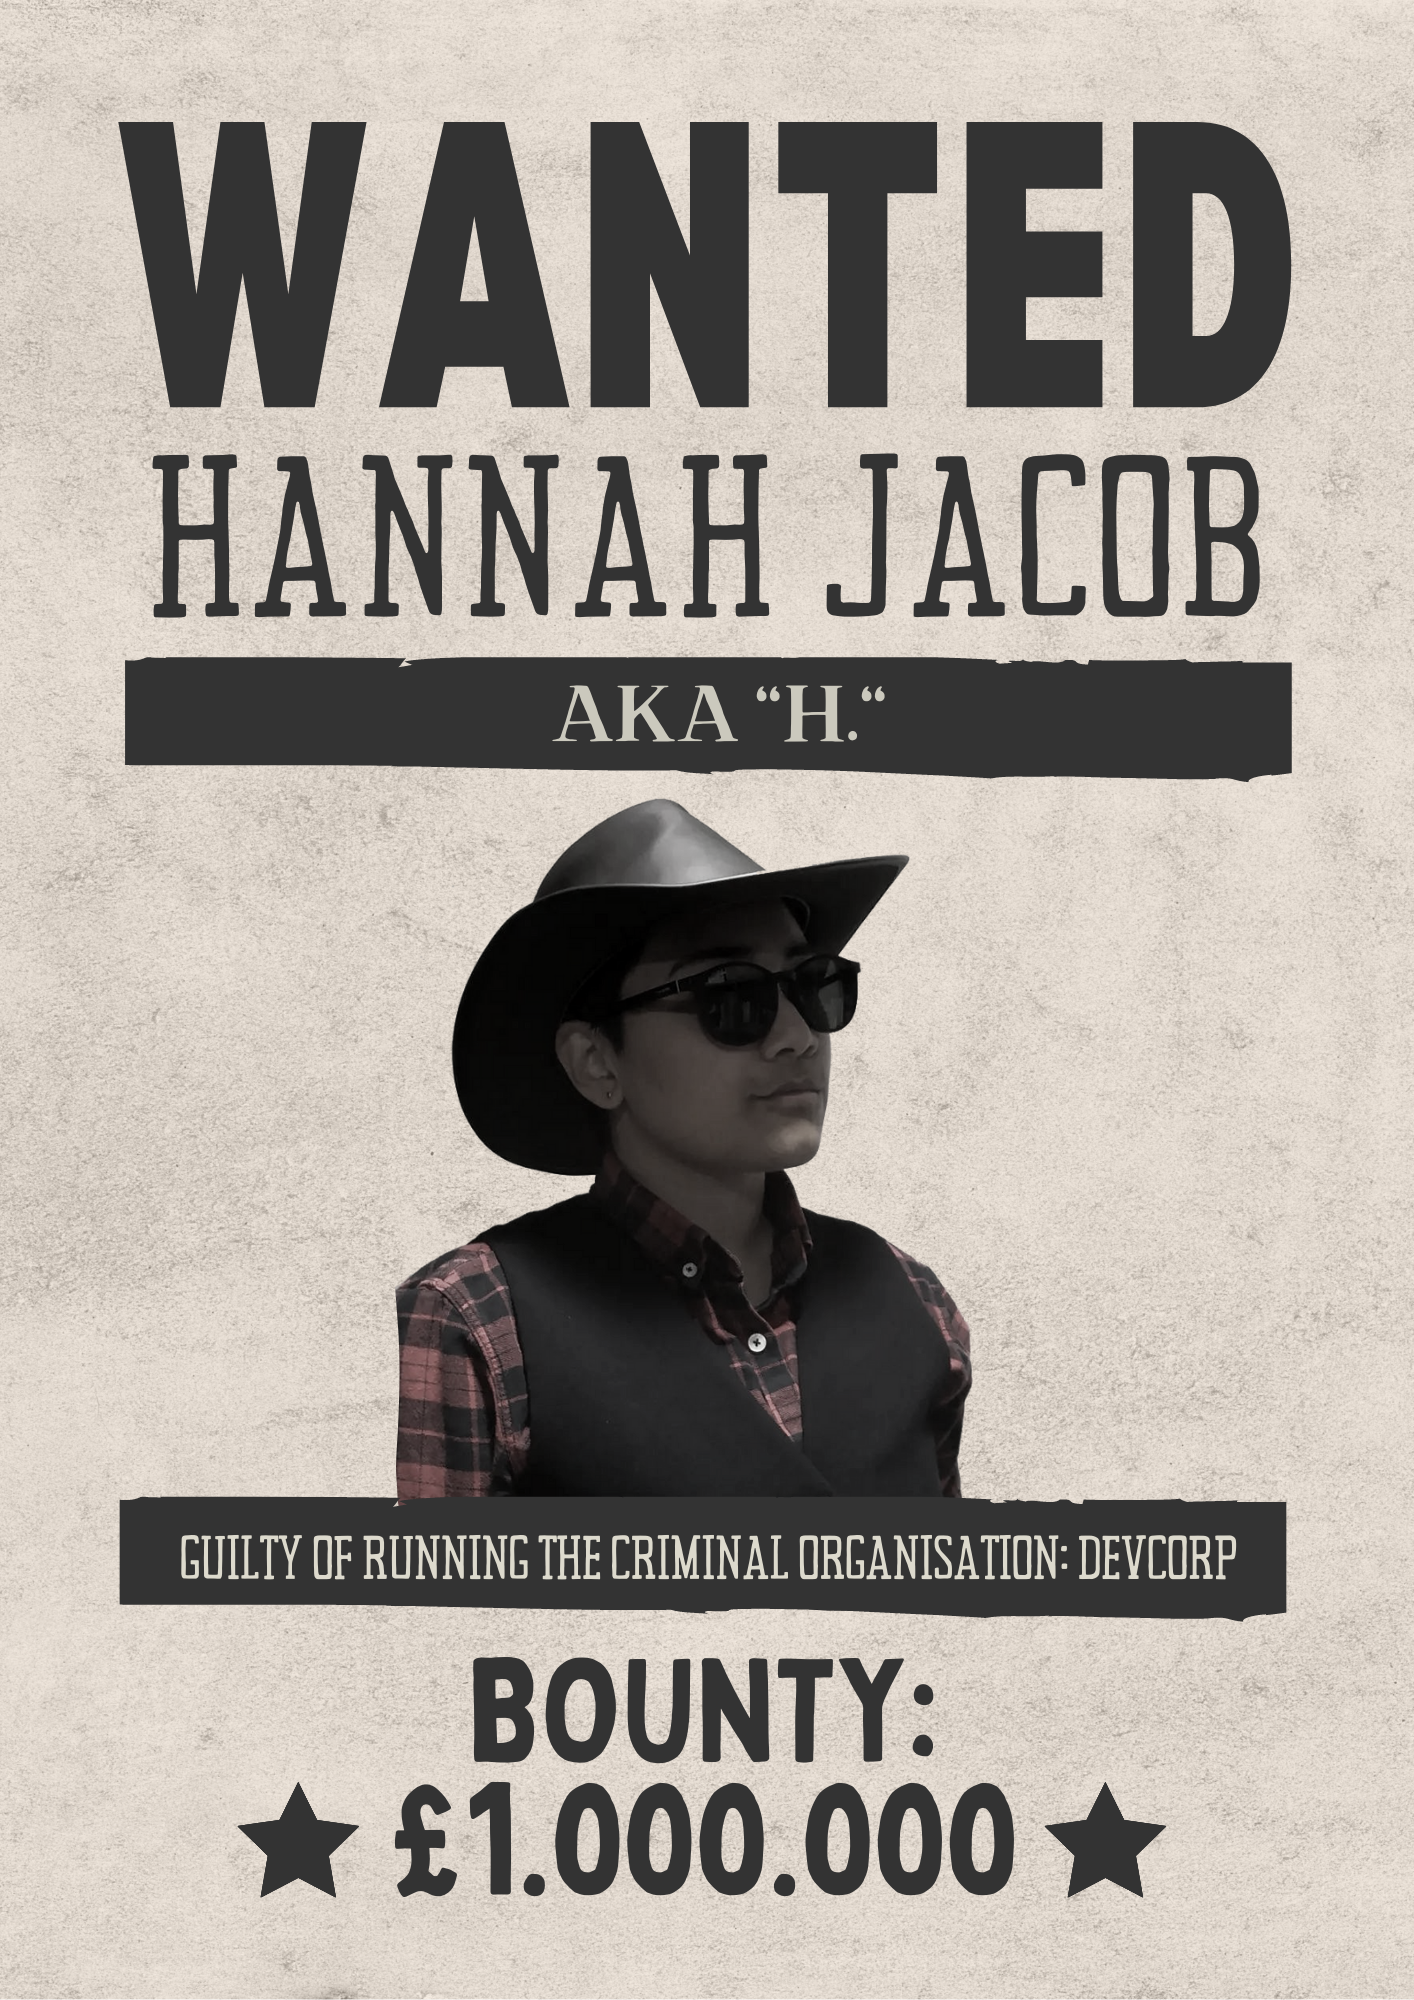 WANTED
HANNAH JACOB
AKA “H.“
GUILTY OF RUNNING THE CRIMINAL ORGANISATION: DEVCORP
BOUNTY:
£1.000.000